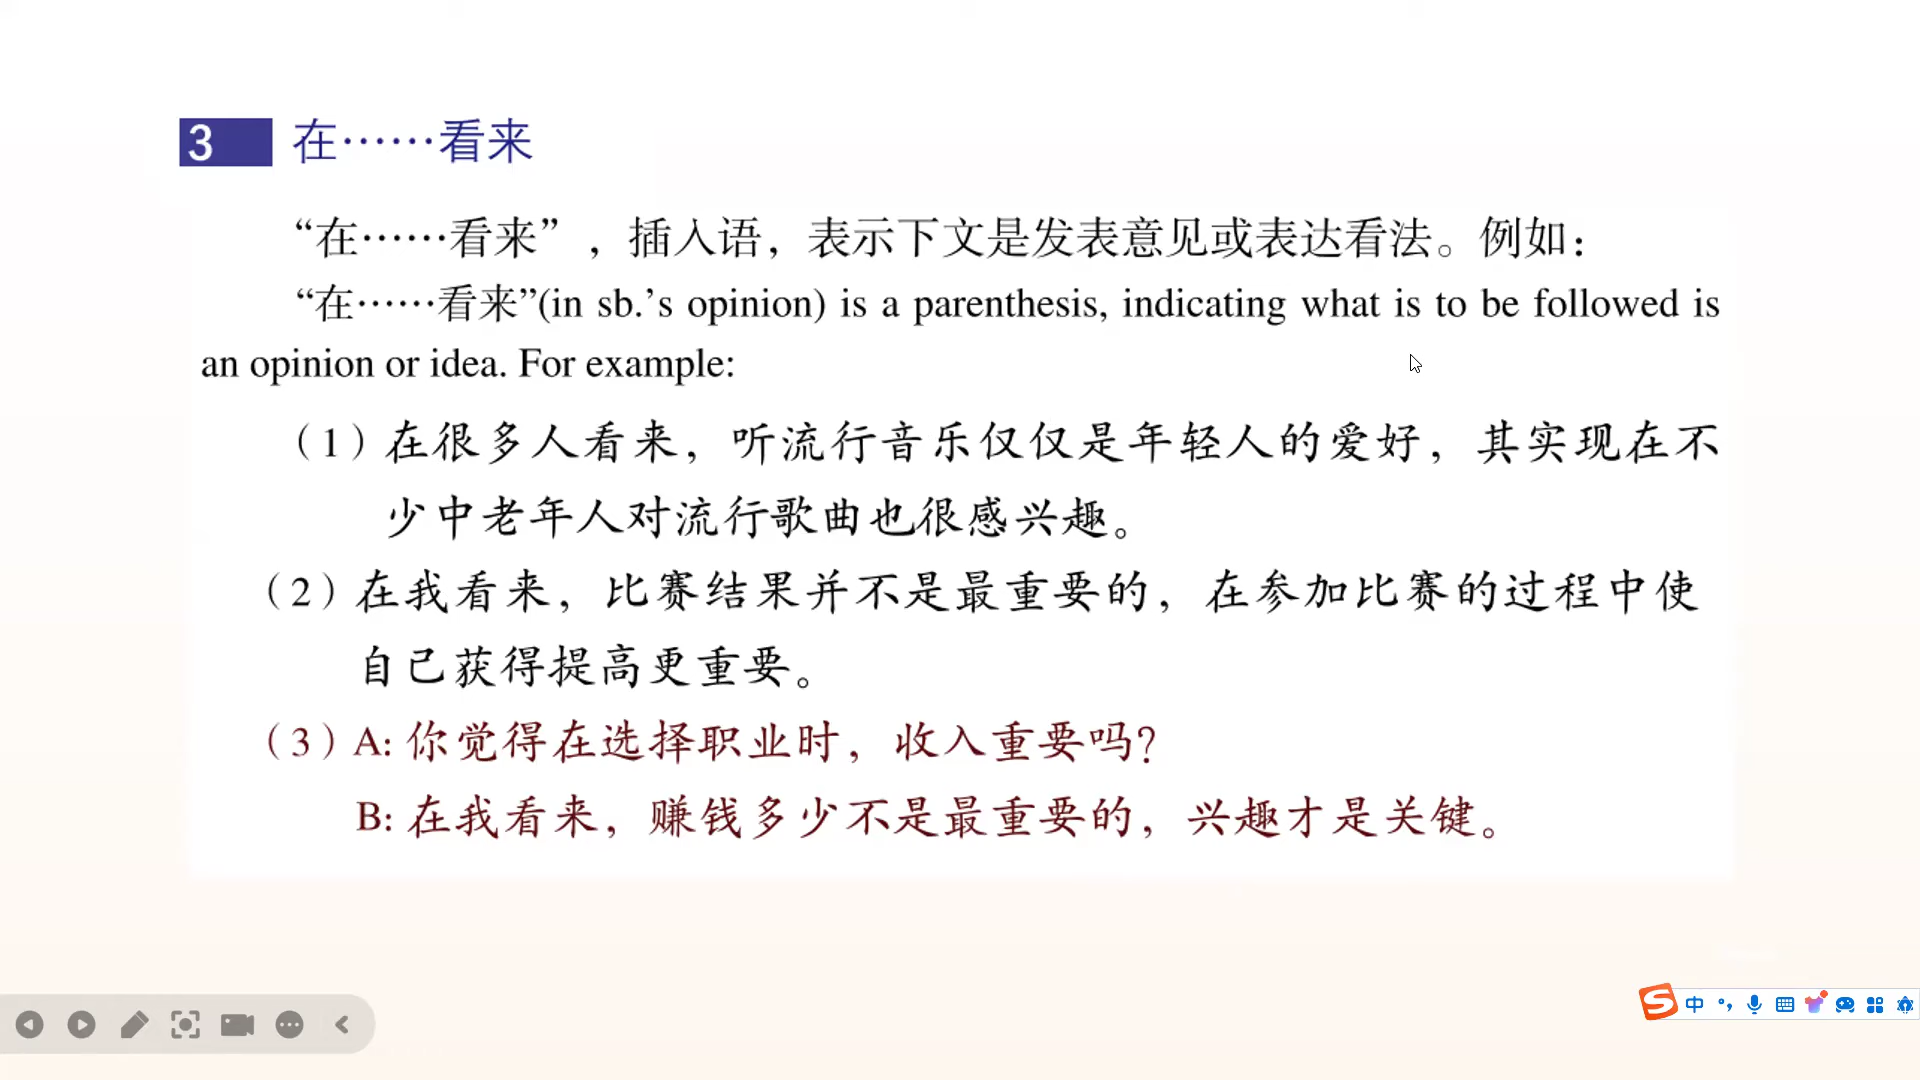 3 在……看来
“在……看来”，插入语，表示下文是发表意见或表达看法。例如：
“在……看来”(in sb.’s opinion) is a parenthesis, indicating what is to be followed is
an opinion or idea. For example:
（1）在很多人看来，听流行音乐仅仅是年轻人的爱好，其实现在不
少中老年人对流行歌曲也很感兴趣。
（2）在我看来，比赛结果并不是最重要的，在参加比赛的过程中使
自己获得提高更重要。
（3）A: 你觉得在选择职业时，收入重要吗？
B: 在我看来，赚钱多少不是最重要的，兴趣才是关键。
S 中